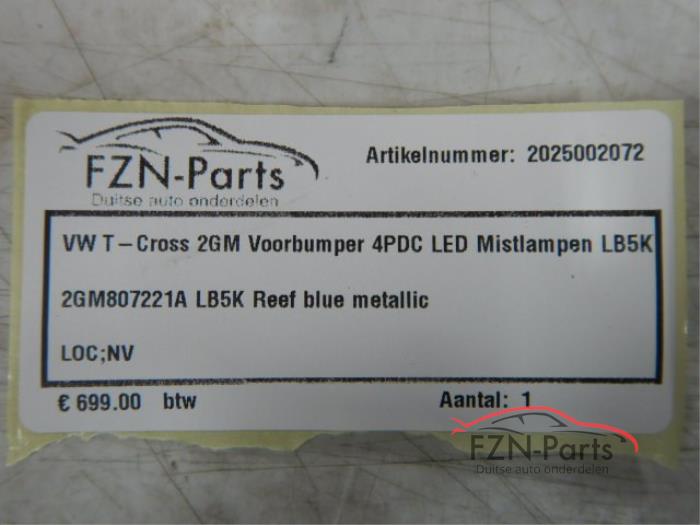 FZN-Parts
Duitse auto onderdelen
Artikelnummer: 2025002072
VW T-Cross 2GM Voorbumper 4PDC LED Mistlampen LB5K
2GM807221A LB5K Reef blue metallic
LOC;NV
€ 699.00 btw
Aantal: 1
FZN-Parts
Duitse auto onderdelen